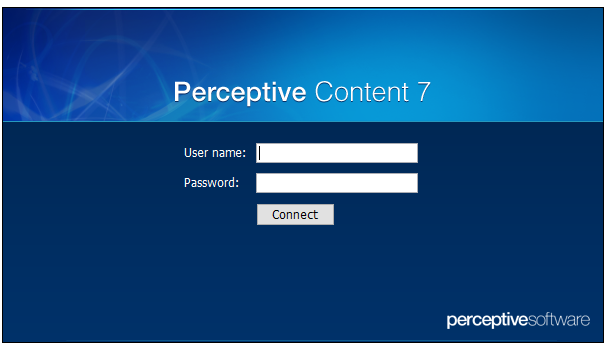 Perceptive Content 7
User name:
Password:
Connect
perceptivesoftware